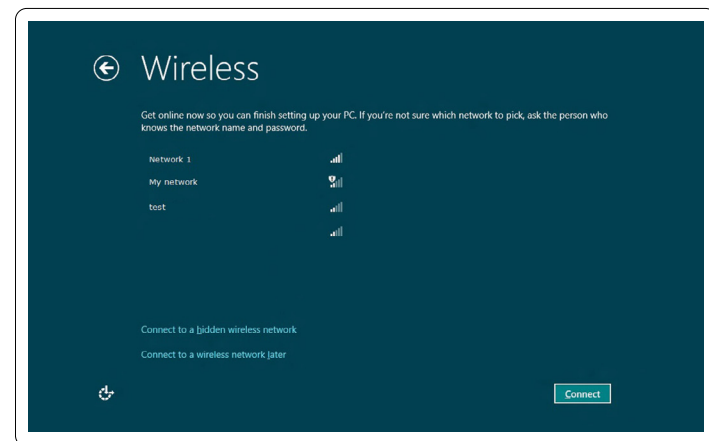 Wireless
Get online now so you can finish setting up your PC. If you're not sure which network to pick, ask the person who
knows the network name and password.
Network 1
My network
test
Connect to a hidden wireless network
Connect to a wireless network later
Connect